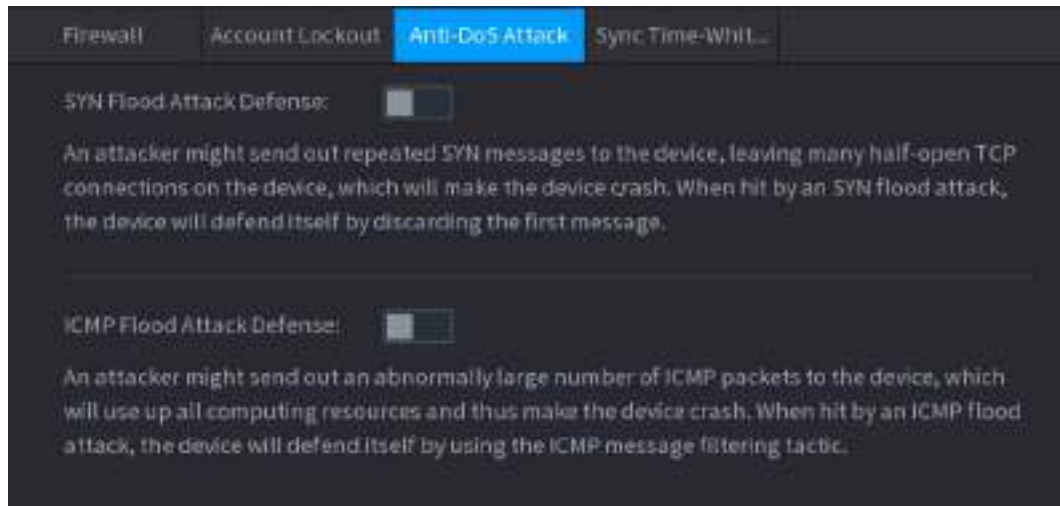 Firewall Account Lockout Anti-DoS Attack Sync Time-Whit...
SYN Flood Attack Defense:
An attacker might send out repeated SYN messages to the device, leaving many half-open TCP
connections on the device, which will make the device crash. When hit by an SYN flood attack,
the device will defend itself by discarding the first message.
ICMP Flood Attack Defense:
An attacker might send out an abnormally large number of ICMP packets to the device, which
will use up all computing resources and thus make the device crash. When hit by an ICMP flood
attack, the device will defend itself by using the ICMP message filtering tactic.